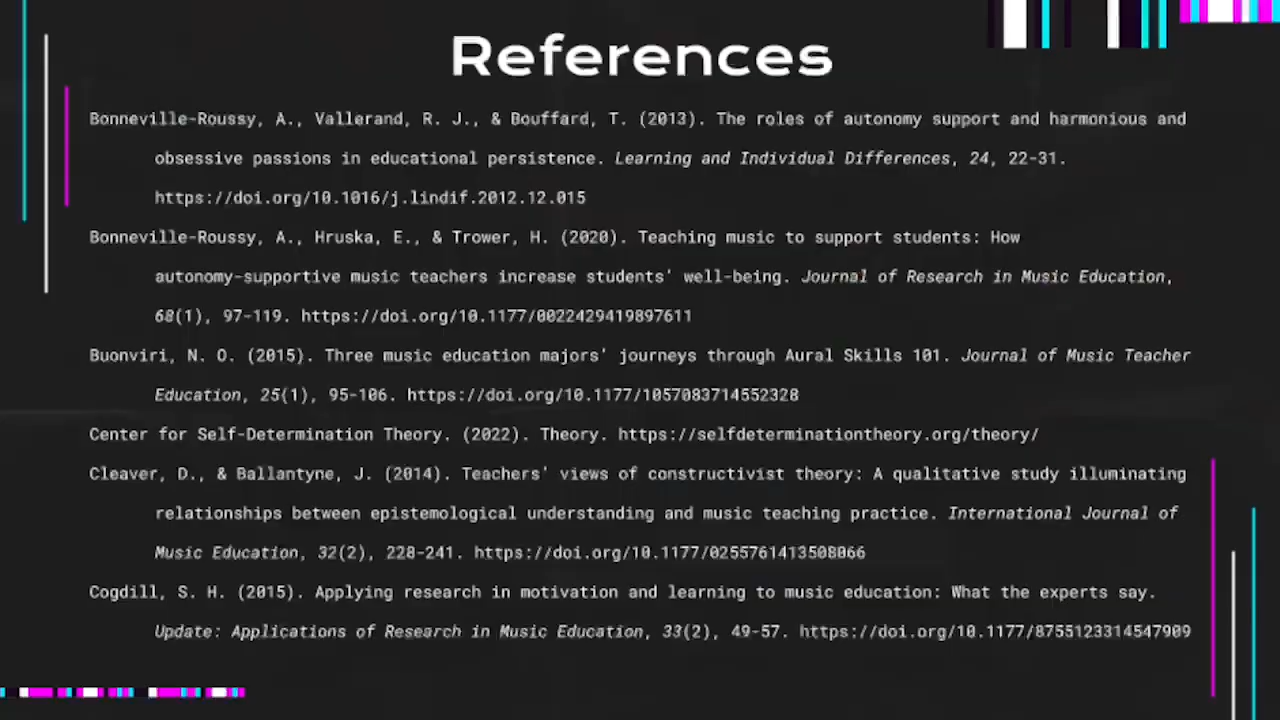 References
Bonneville-Roussy, A., Vallerand, R. J., & Bouffard, T. (2013). The roles of autonomy support and harmonious and
obsessive passions in educational persistence. Learning and Individual Differences, 24, 22-31.
https://doi.org/10.1016/j.lindif.2012.12.015
Bonneville-Roussy, A., Hruska, E., & Trower, H. (2020). Teaching music to support students: How
autonomy-supportive music teachers increase students' well-being. Journal of Research in Music Education,
68(1), 97-119. https://doi.org/10.1177/0022429419897611
Buonviri, N. O. (2015). Three music education majors' journeys through Aural Skills 101. Journal of Music Teacher
Education, 25(1), 95-106. https://doi.org/10.1177/1057083714552328
Center for Self-Determination Theory. (2022). Theory. https://selfdeterminationtheory.org/theory/
Cleaver, D., & Ballantyne, J. (2014). Teachers' views of constructivist theory: A qualitative study illuminating
relationships between epistemological understanding and music teaching practice. International Journal of
Music Education, 32(2), 228-241. https://doi.org/10.1177/0255761413508066
Cogdill, S. H. (2015). Applying research in motivation and learning to music education: What the experts say.
Update: Applications of Research in Music Education, 33(2), 49-57. https://doi.org/10.1177/8755123314547909